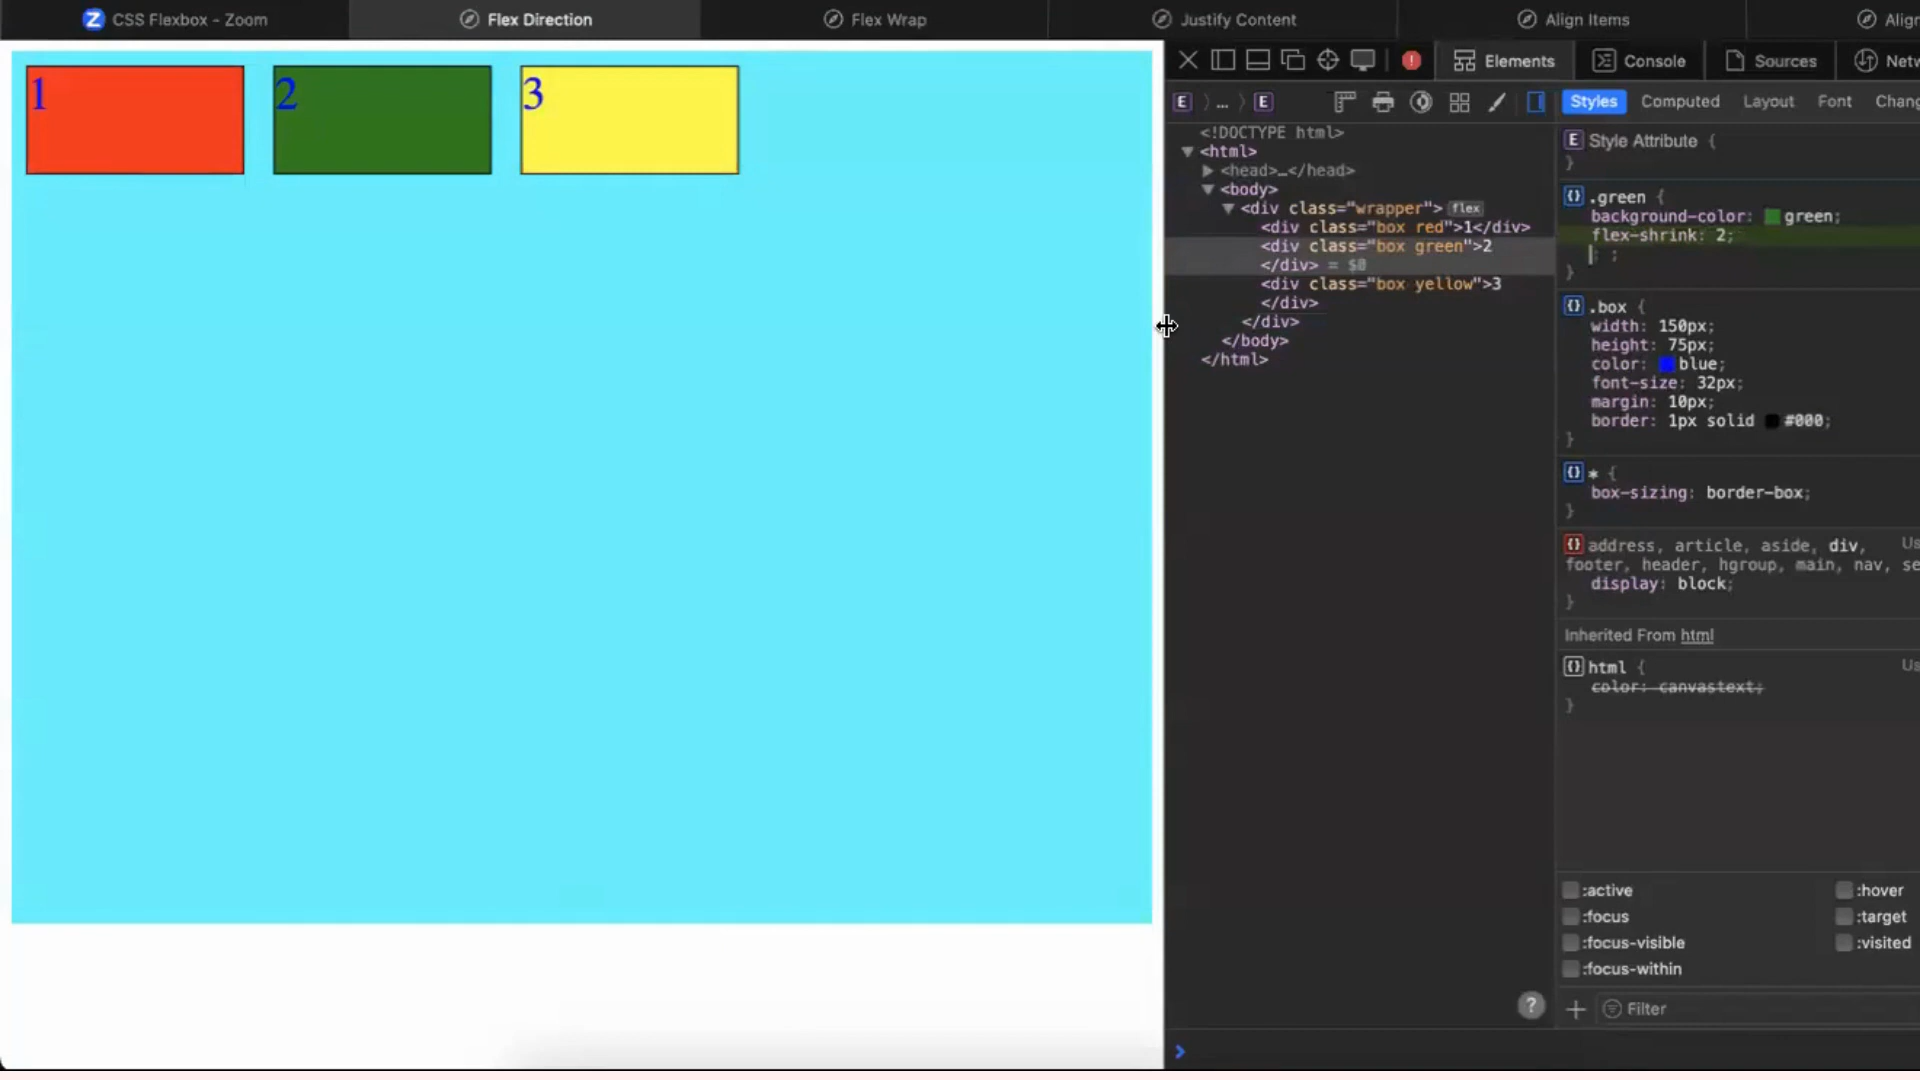 CSS Flexbox - Zoom
Flex Direction
Flex Wrap
Justify Content
Align Items
1
2
3
Elements
Console
Sources
E
...
E
Styles
Computed
Layout
Font
<!DOCTYPE html>
<html>
<head>…</head>
<body>
<div class="wrapper"> flex
<div class="box red">1</div>
<div class="box green">2
</div> = $0
<div class="box yellow">3
</div>
</div>
</body>
</html>
E Style Attribute {
}
.green {
background-color: green;
flex-shrink: 2;
: ;
}
.box {
width: 150px;
height: 75px;
color: blue;
font-size: 32px;
margin: 10px;
border: 1px solid #000;
}
* {
box-sizing: border-box;
}
address, article, aside, div,
footer, header, hgroup, main, nav,
display: block;
}
Inherited From html
html {
color: canvastext;
}
:active
:hover
:focus
:target
:focus-visible
:visited
:focus-within
? + Filter
>